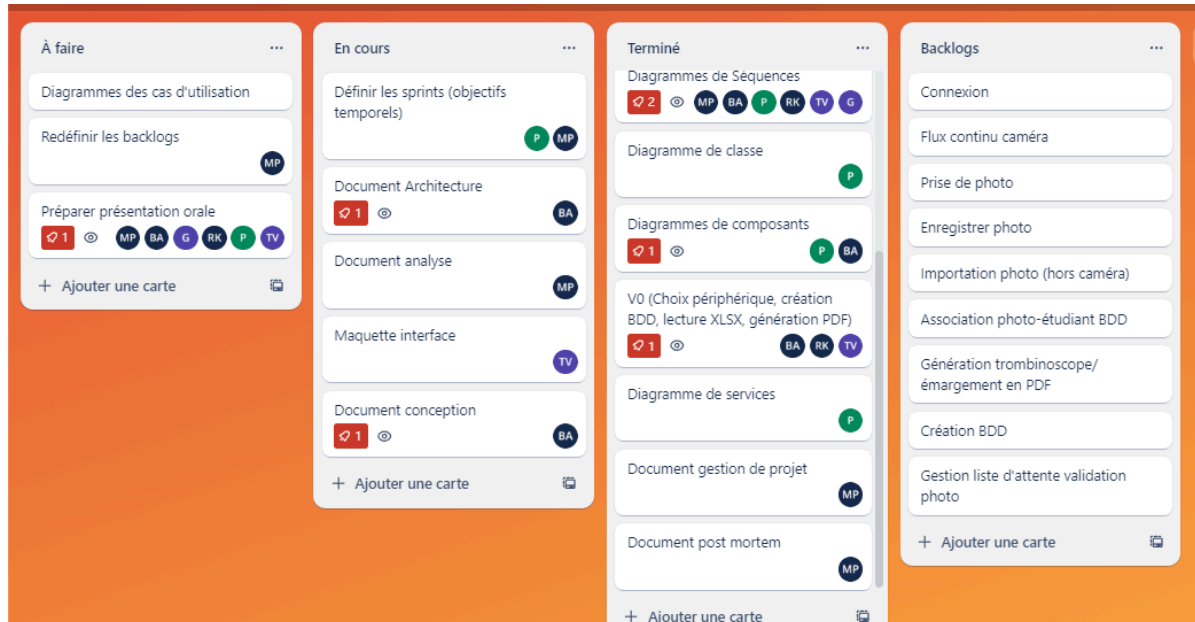 À faire
Diagrammes des cas d'utilisation
Redéfinir les backlogs
MP
Préparer présentation orale
1 MP BA G RK P TV
+ Ajouter une carte
En cours
Définir les sprints (objectifs
temporels)
P MP
Document Architecture
1 BA
Document analyse
MP
Maquette interface
TV
Document conception
1 BA
+ Ajouter une carte
Terminé
Diagrammes de Séquences
2 MP BA P RK TV G
Diagramme de classe
P
Diagrammes de composants
1 P BA
V0 (Choix périphérique, création
BDD, lecture XLSX, génération PDF)
1 BA RK TV
Diagramme de services
P
Document gestion de projet
MP
Document post mortem
MP
+ Ajouter une carte
Backlogs
Connexion
Flux continu caméra
Prise de photo
Enregistrer photo
Importation photo (hors caméra)
Association photo-étudiant BDD
Génération trombinoscope/
émargement en PDF
Création BDD
Gestion liste d'attente validation
photo
+ Ajouter une carte